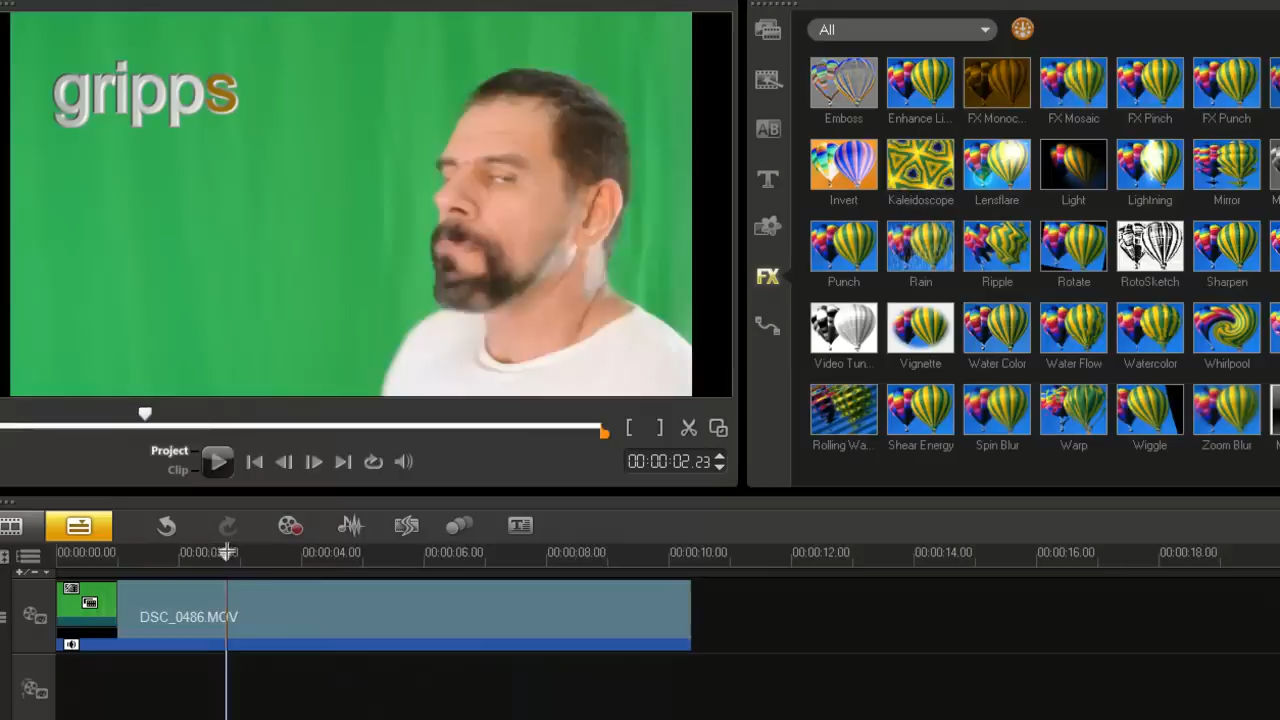 gripps
All
Emboss
Enhance Li...
FX Monoc...
FX Mosaic
FX Pinch
FX Punch
Invert
Kaleidoscope
Lensflare
Light
Lightning
Mirror
Punch
Rain
Ripple
Rotate
RotoSketch
Sharpen
FX
Video Tun...
Vignette
Water Color
Water Flow
Watercolor
Whirlpool
Rolling Wa...
Shear Energy
Spin Blur
Warp
Wiggle
Zoom Blur
AB
T
[ ]
Project
Clip
00:00:02.23
00:00:00.00
00:00:04.00
00:00:06.00
00:00:08.00
00:00:10.00
00:00:12.00
00:00:14.00
00:00:16.00
00:00:18.00
DSC_0486.MOV